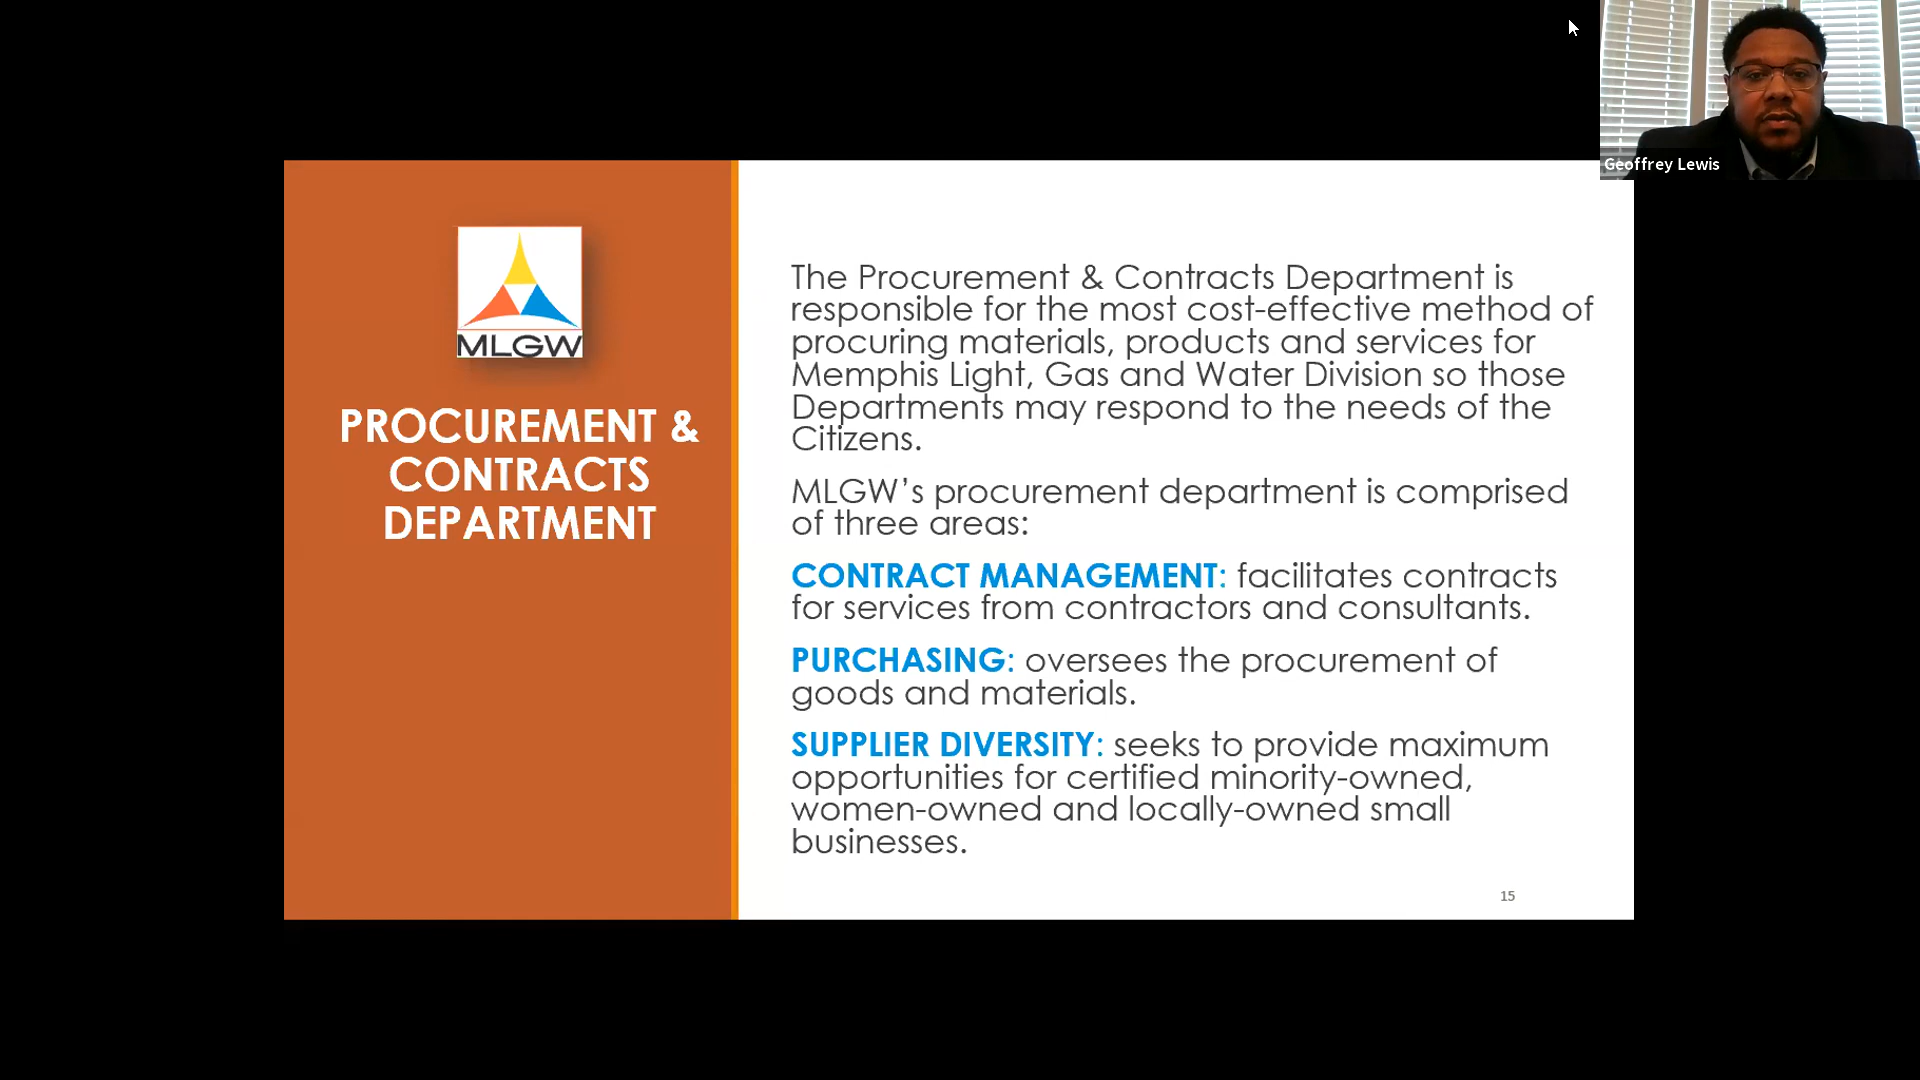 Geoffrey Lewis
MLGW
PROCUREMENT &
CONTRACTS
DEPARTMENT
The Procurement & Contracts Department is
responsible for the most cost-effective method of
procuring materials, products and services for
Memphis Light, Gas and Water Division so those
Departments may respond to the needs of the
Citizens.
MLGW’s procurement department is comprised
of three areas:
CONTRACT MANAGEMENT: facilitates contracts
for services from contractors and consultants.
PURCHASING: oversees the procurement of
goods and materials.
SUPPLIER DIVERSITY: seeks to provide maximum
opportunities for certified minority-owned,
women-owned and locally-owned small
businesses.
15